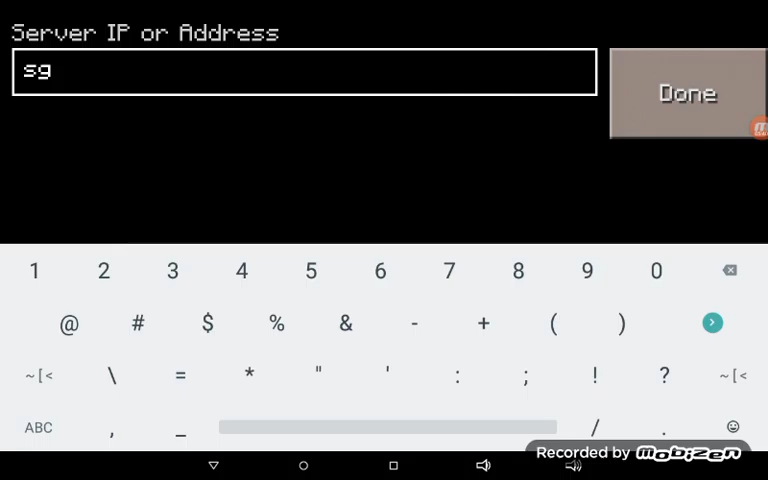 Server IP or Address
sg
Done
1 2 3 4 5 6 7 8 9 0
@ # $ % & - + ( )
~[< \ = * " ' : ; ! ? ~[<
ABC , _ / .
Recorded by mobizen